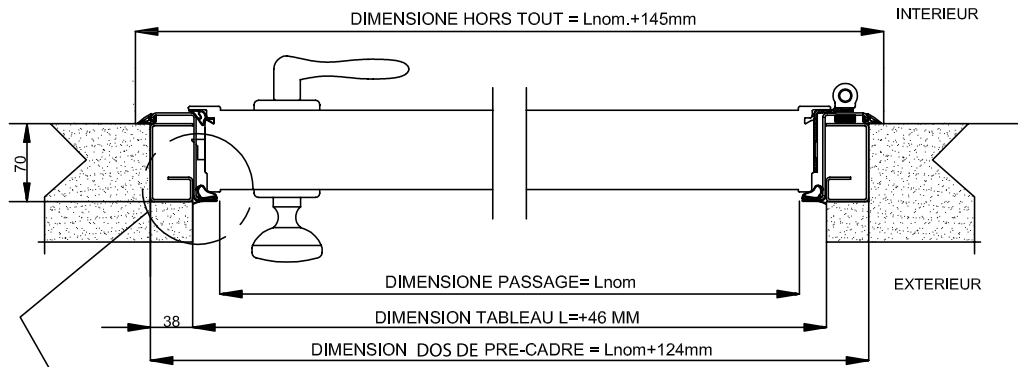 DIMENSIONE HORS TOUT = Lnom.+145mm
INTERIEUR
70
DIMENSIONE PASSAGE= Lnom
EXTERIEUR
38
DIMENSION TABLEAU L=+46 MM
DIMENSION DOS DE PRE-CADRE = Lnom+124mm